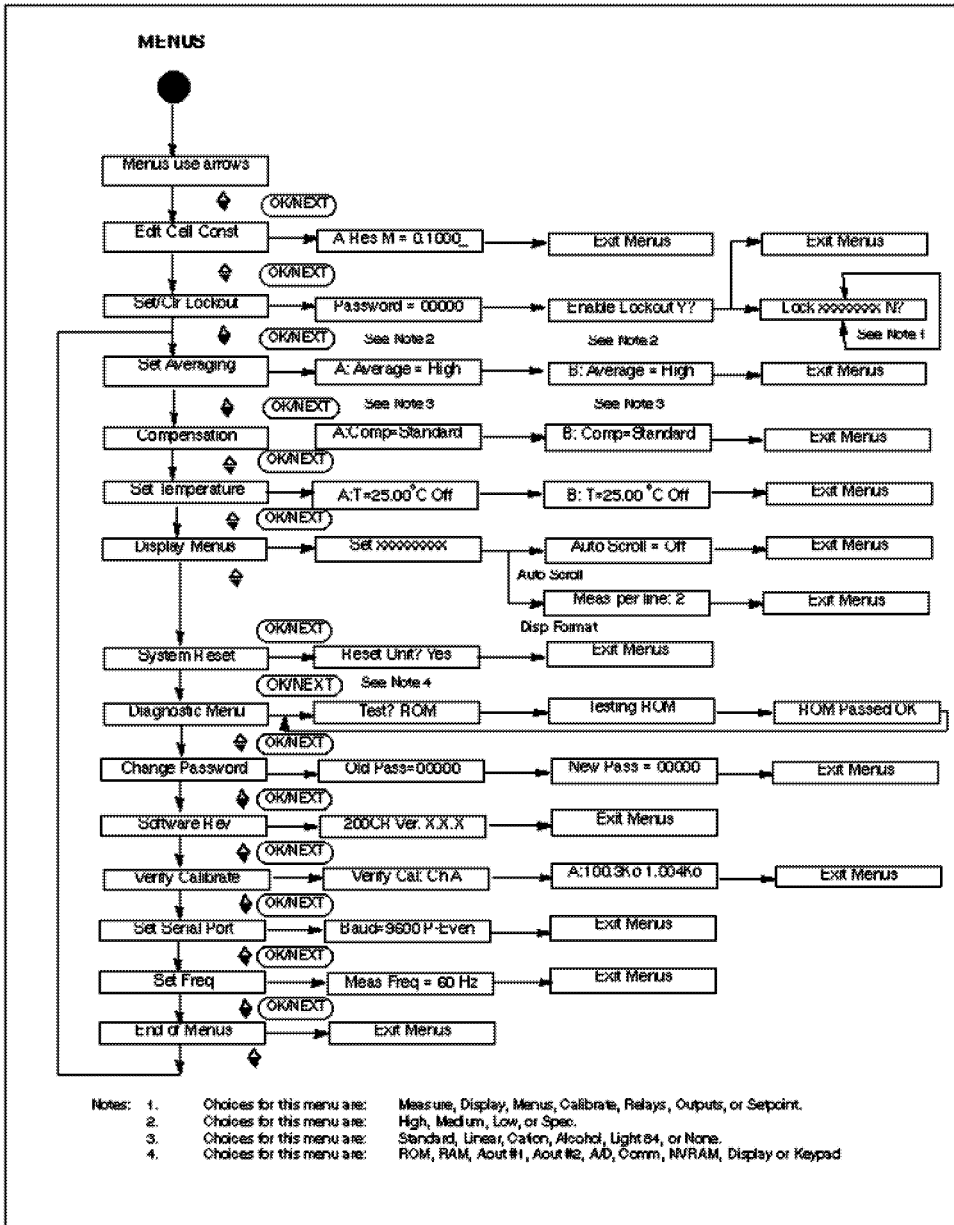 MENUS
Menus use arrows
OK/NEXT
Edit Cell Const
A Res M = 0.1000_
Exit Menus
Exit Menus
OK/NEXT
Set/Clr Lockout
Password = 00000
Enable Lockout Y?
Lock xxxxxxxx N?
OK/NEXT
See Note 2
See Note 2
See Note 1
Set Averaging
A: Average = High
B: Average = High
Exit Menus
OK/NEXT
See Note 3
See Note 3
Compensation
A:Comp=Standard
B: Comp=Standard
Exit Menus
OK/NEXT
Set Temperature
A:T=25.00°C Off
B: T=25.00 °C Off
Exit Menus
OK/NEXT
Display Menus
Set xxxxxxxxx
Auto Scroll = Off
Exit Menus
Auto Scroll
Meas per line: 2
Exit Menus
Disp Format
OK/NEXT
System Reset
Reset Unit? Yes
Exit Menus
OK/NEXT
See Note 4
Diagnostic Menu
Test? ROM
Testing ROM
ROM Passed OK
OK/NEXT
Change Password
Old Pass=00000
New Pass = 00000
Exit Menus
OK/NEXT
Software Rev
200CR Ver. X.X.X
Exit Menus
OK/NEXT
Verify Calibrate
Verify Cal: Ch A
A:100.3Ko 1.004Ko
Exit Menus
OK/NEXT
Set Serial Port
Baud=9600 P-Even
Exit Menus
OK/NEXT
Set Freq
Meas Freq = 60 Hz
Exit Menus
OK/NEXT
End of Menus
Exit Menus
Notes: 1. Choices for this menu are: Measure, Display, Menus, Calibrate, Relays, Outputs, or Setpoint.
2. Choices for this menu are: High, Medium, Low, or Spec.
3. Choices for this menu are: Standard, Linear, Cation, Alcohol, Light 84, or None.
4. Choices for this menu are: ROM, RAM, Aout #1, Aout #2, A/D, Comm, NVRAM, Display or Keypad